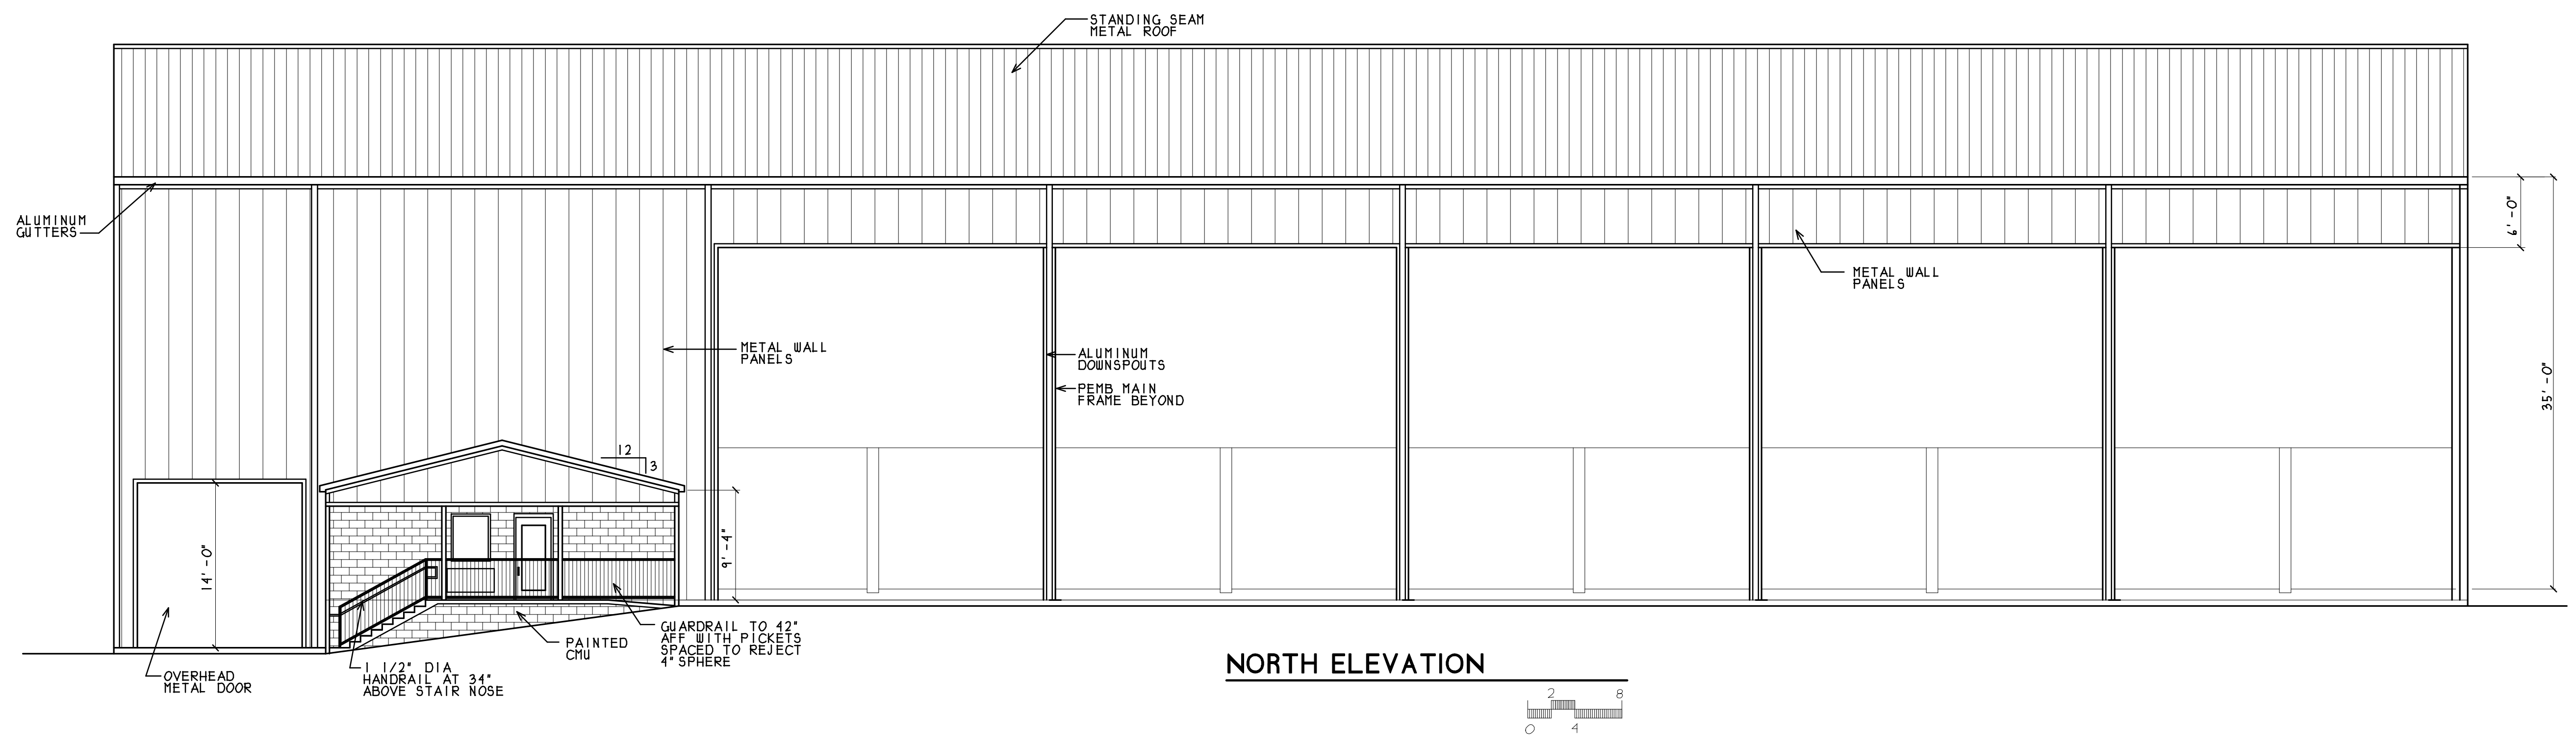 STANDING SEAM
METAL ROOF
ALUMINUM
GUTTERS
6'-0"
METAL WALL
PANELS
35'-0"
METAL WALL
PANELS
ALUMINUM
DOWNSPOUTS
PEMB MAIN
FRAME BEYOND
12
3
9'-4"
14'-0"
OVERHEAD
METAL DOOR
1 1/2" DIA
HANDRAIL AT 34"
ABOVE STAIR NOSE
PAINTED
CMU
GUARDRAIL TO 42"
AFF WITH PICKETS
SPACED TO REJECT
4" SPHERE
NORTH ELEVATION
2 8
0 4